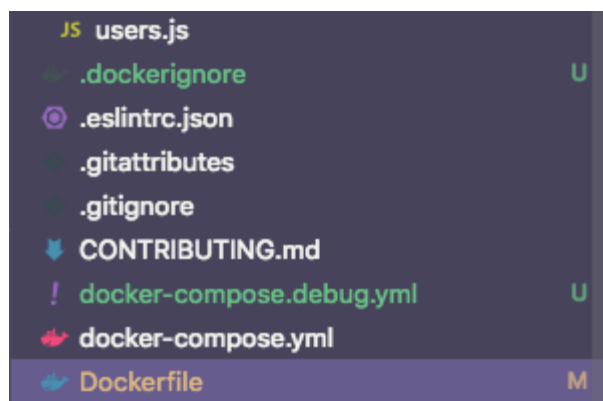 JS users.js
.dockerignore U
.eslintrc.json
.gitattributes
.gitignore
CONTRIBUTING.md
! docker-compose.debug.yml U
docker-compose.yml
Dockerfile M